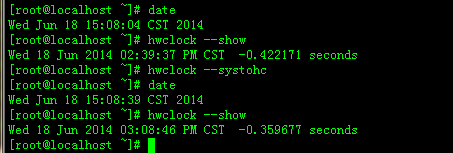 [root@localhost ~]# date
Wed Jun 18 15:08:04 CST 2014
[root@localhost ~]# hwclock --show
Wed 18 Jun 2014 02:39:37 PM CST  -0.422171 seconds
[root@localhost ~]# hwclock --systohc
[root@localhost ~]# date
Wed Jun 18 15:08:39 CST 2014
[root@localhost ~]# hwclock --show
Wed 18 Jun 2014 03:08:46 PM CST  -0.359677 seconds
[root@localhost ~]#